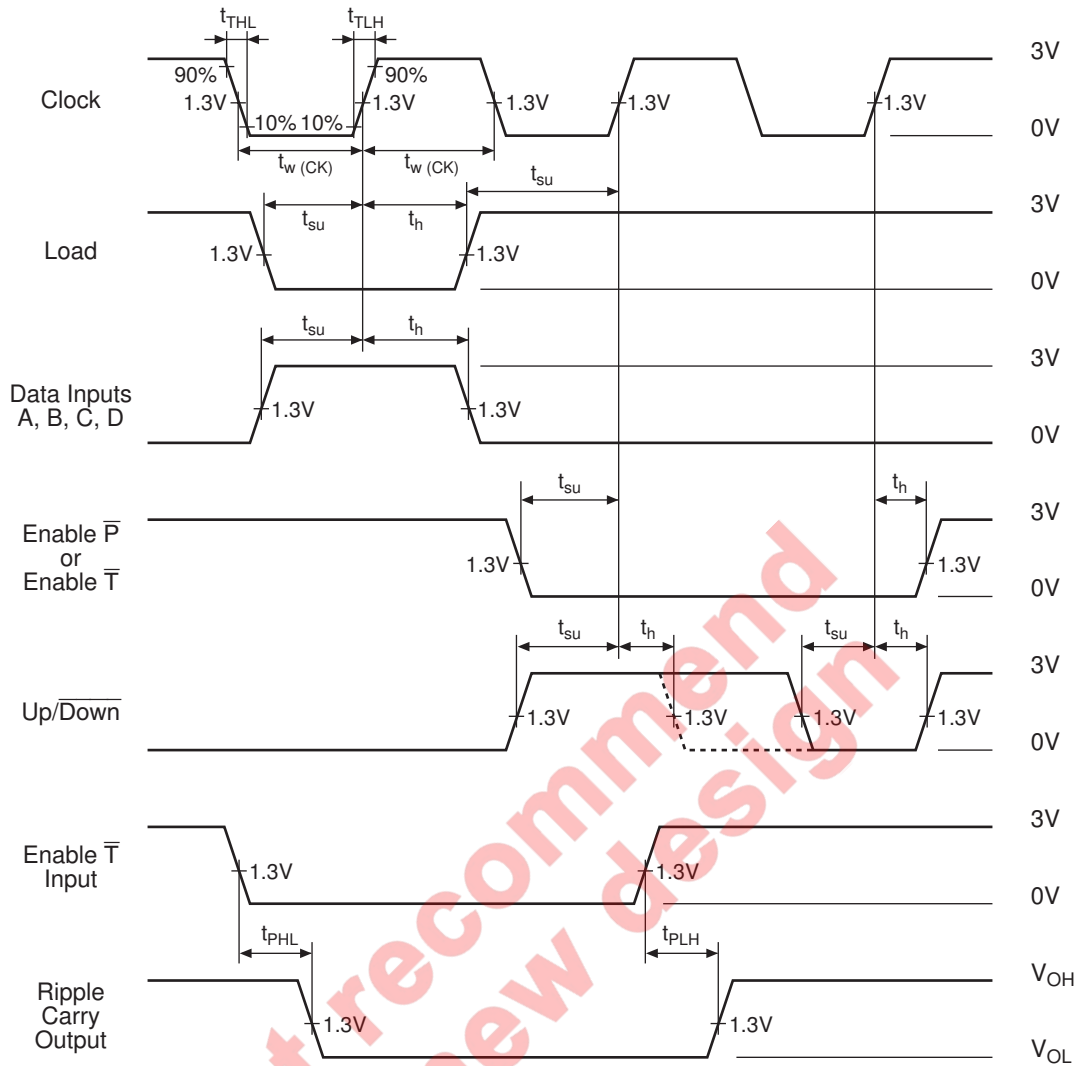 tTHL tTLH
90% 90% 3V
Clock 1.3V 1.3V 1.3V 1.3V 1.3V
10% 10% 0V
tw (CK) tw (CK)
tsu
tsu th 3V
Load 1.3V 1.3V
0V
tsu th
3V
Data Inputs
A, B, C, D 1.3V 1.3V
0V
tsu th
3V
Enable P̅
or
Enable T̅ 1.3V 1.3V
0V
tsu th tsu th
3V
Up/D̅o̅w̅n̅ 1.3V 1.3V 1.3V 1.3V
0V
3V
Enable T̅
Input 1.3V 1.3V
0V
tPHL tPLH
VOH
Ripple
Carry
Output 1.3V 1.3V
VOL
recommend
new design